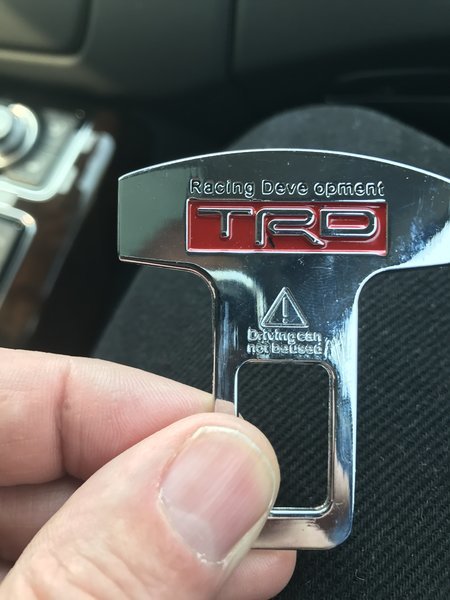 Racing Deve opment
TRD
Driving can
not be used